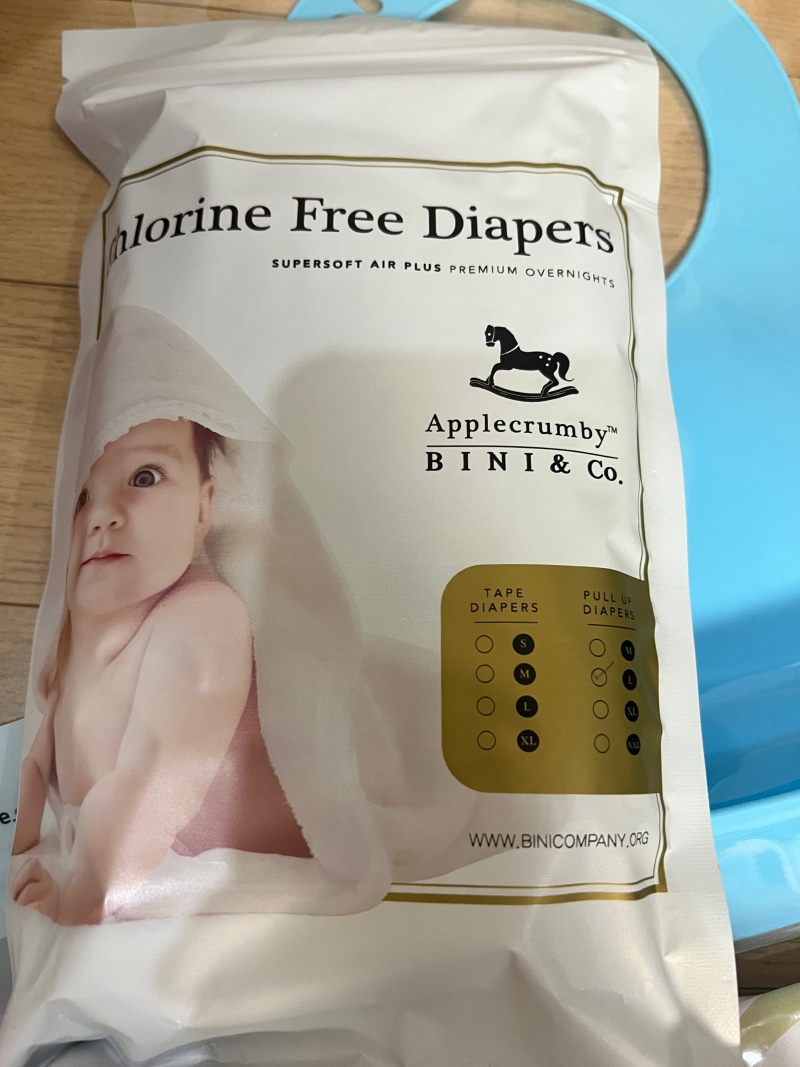 hlorine Free Diapers
SUPERSOFT AIR PLUS PREMIUM OVERNIGHTS
Applecrumby™
BINI & Co.
TAPE
DIAPERS
S
M
L
XL
PULL UP
DIAPERS
M
L
XL
XXL
WWW.BINICOMPANY.ORG
e.